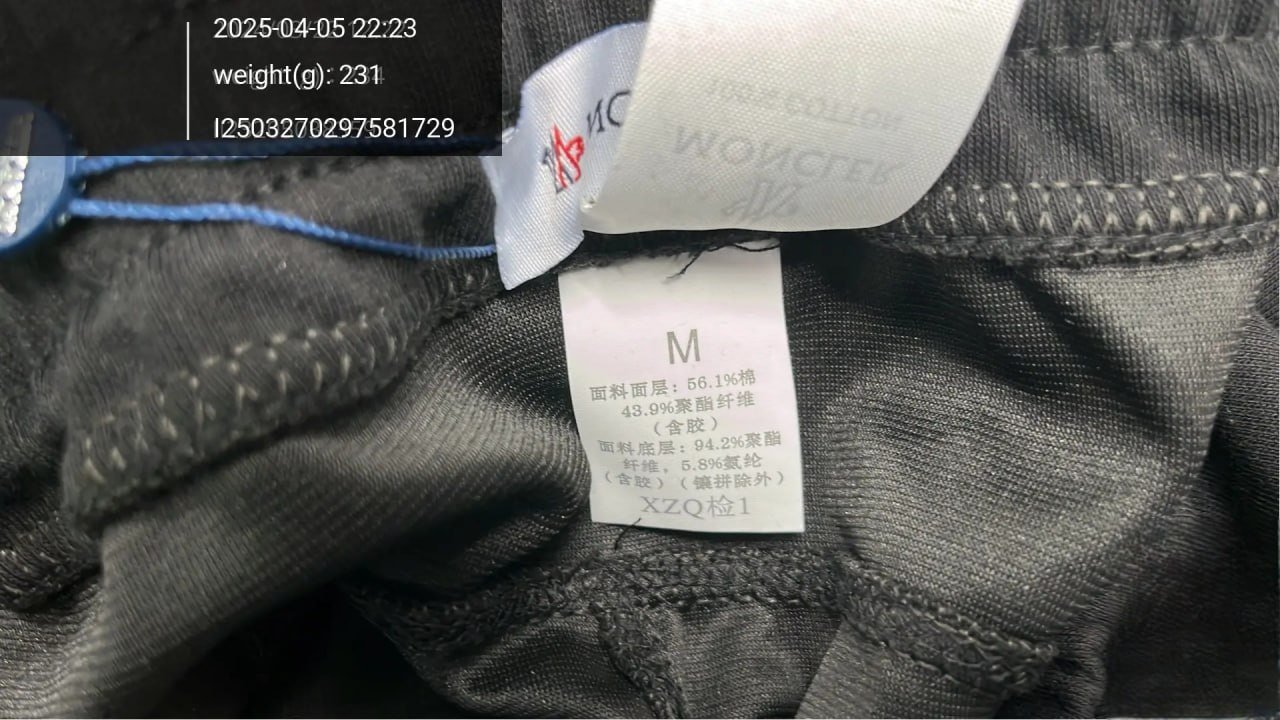 2025-04-05 22:23
weight(g): 231
I2503270297581729
MONCLER
M
面料面层：56.1%棉
43.9%聚酯纤维
（含胶）
面料底层：94.2%聚酯
纤维，5.8%氨纶
（含胶）（镶拼除外）
XZQ检1